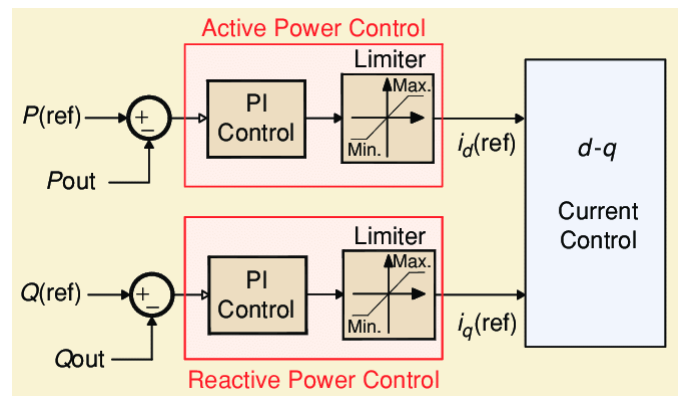 Active Power Control
Limiter
P(ref)
+
−
PI
Control
Max.
Min.
id(ref)
Pout
d-q
Current
Control
Limiter
Q(ref)
+
−
PI
Control
Max.
Min.
iq(ref)
Qout
Reactive Power Control